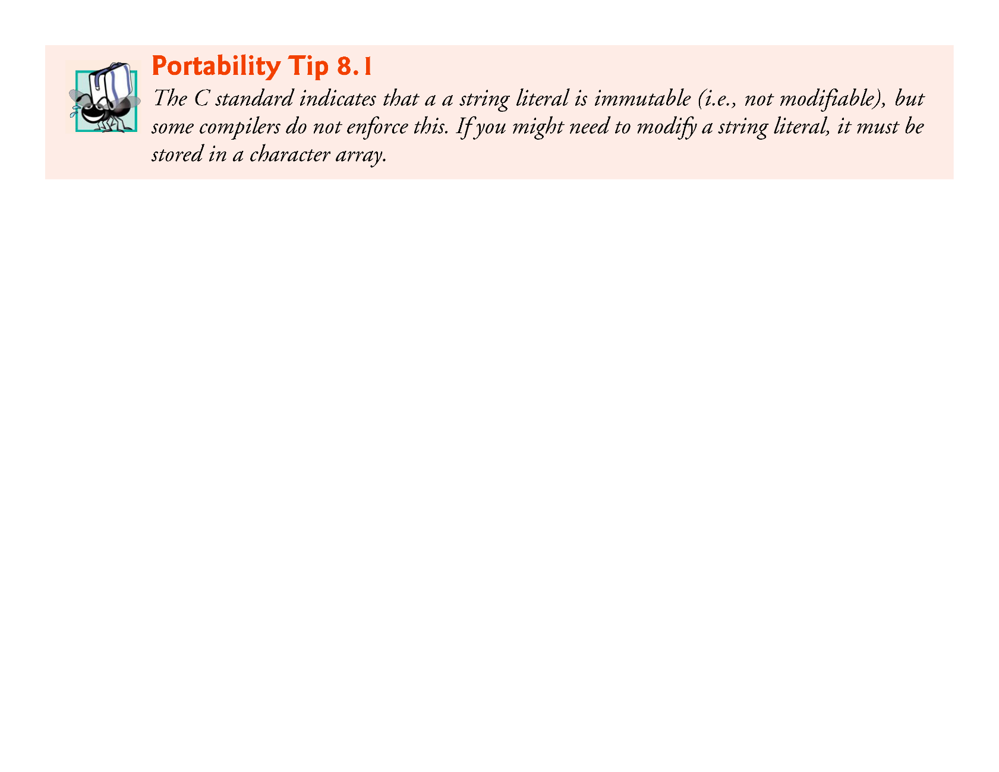 Portability Tip 8.1
The C standard indicates that a a string literal is immutable (i.e., not modifiable), but
some compilers do not enforce this. If you might need to modify a string literal, it must be
stored in a character array.